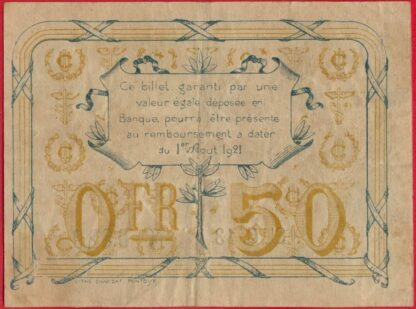 Ce billet garanti par une
valeur égale déposée en
Banque, pourra être présenté
au remboursement a dater
du 1er Aout 1921
0 FR 50